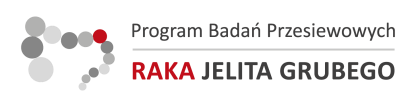 Program Badań Przesiewowych
RAKA JELITA GRUBEGO